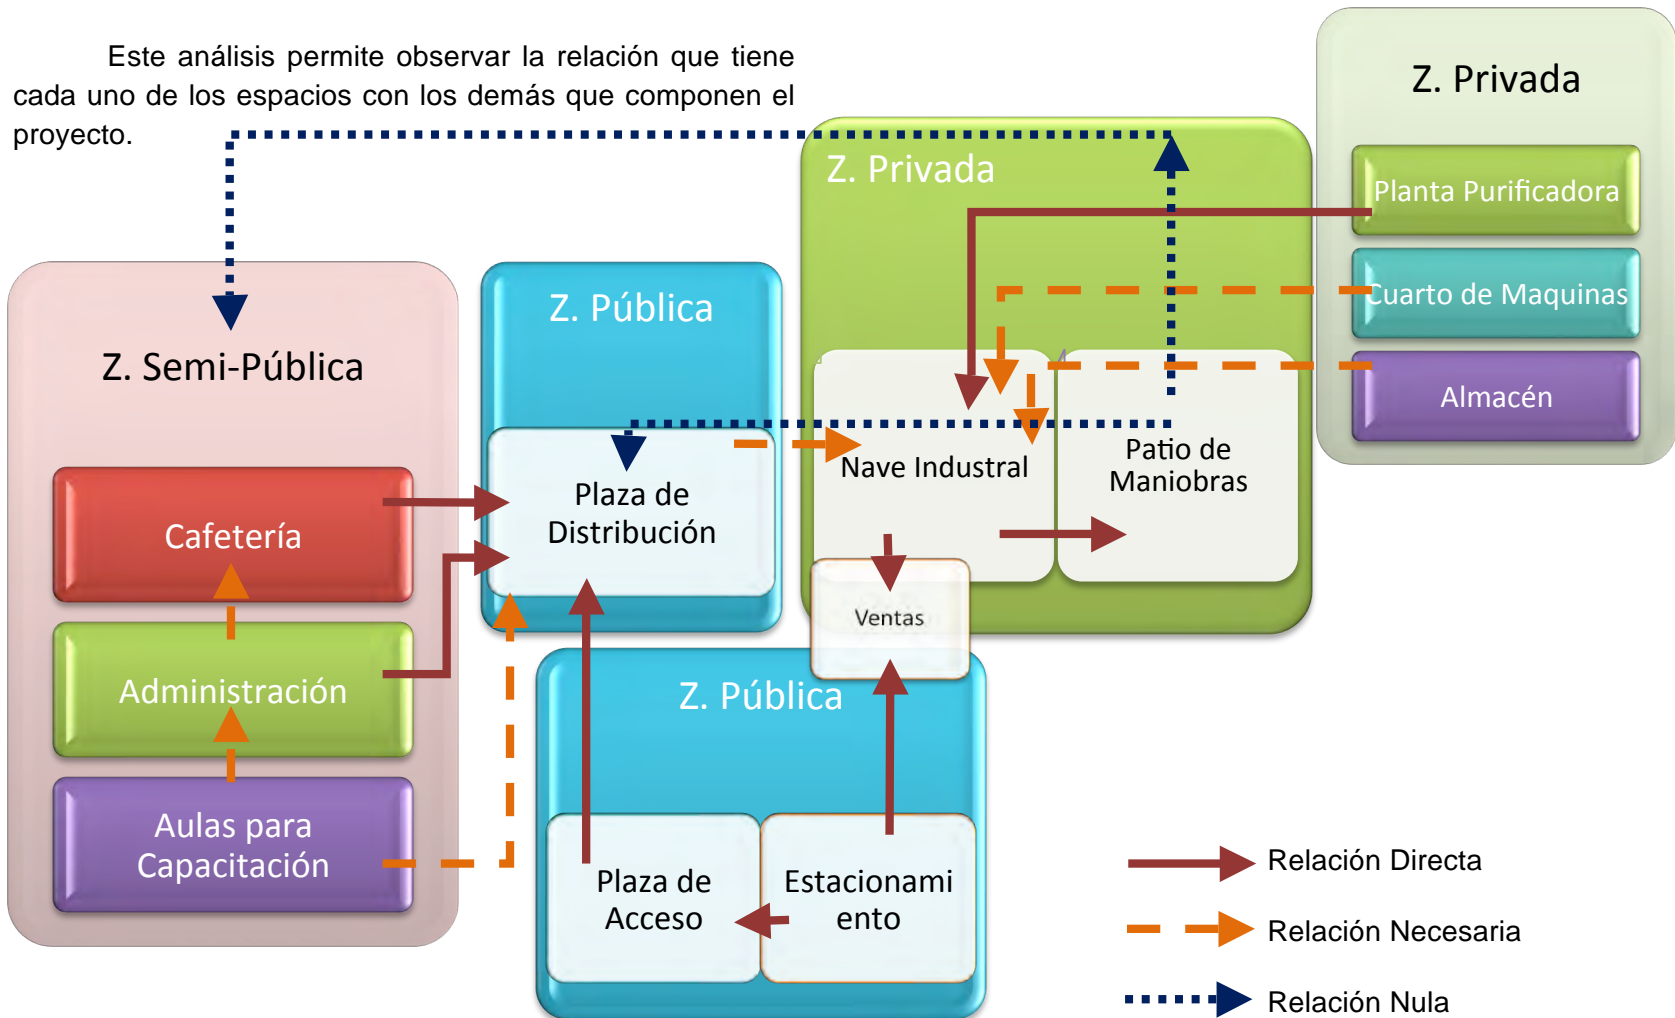 Este análisis permite observar la relación que tiene
cada uno de los espacios con los demás que componen el
proyecto.
Z. Privada
Planta Purificadora
Cuarto de Maquinas
Almacén
Z. Privada
Nave Industral
Patio de
Maniobras
Ventas
Z. Pública
Plaza de
Distribución
Z. Semi-Pública
Cafetería
Administración
Aulas para
Capacitación
Z. Pública
Plaza de
Acceso
Estacionami
ento
Relación Directa
Relación Necesaria
Relación Nula